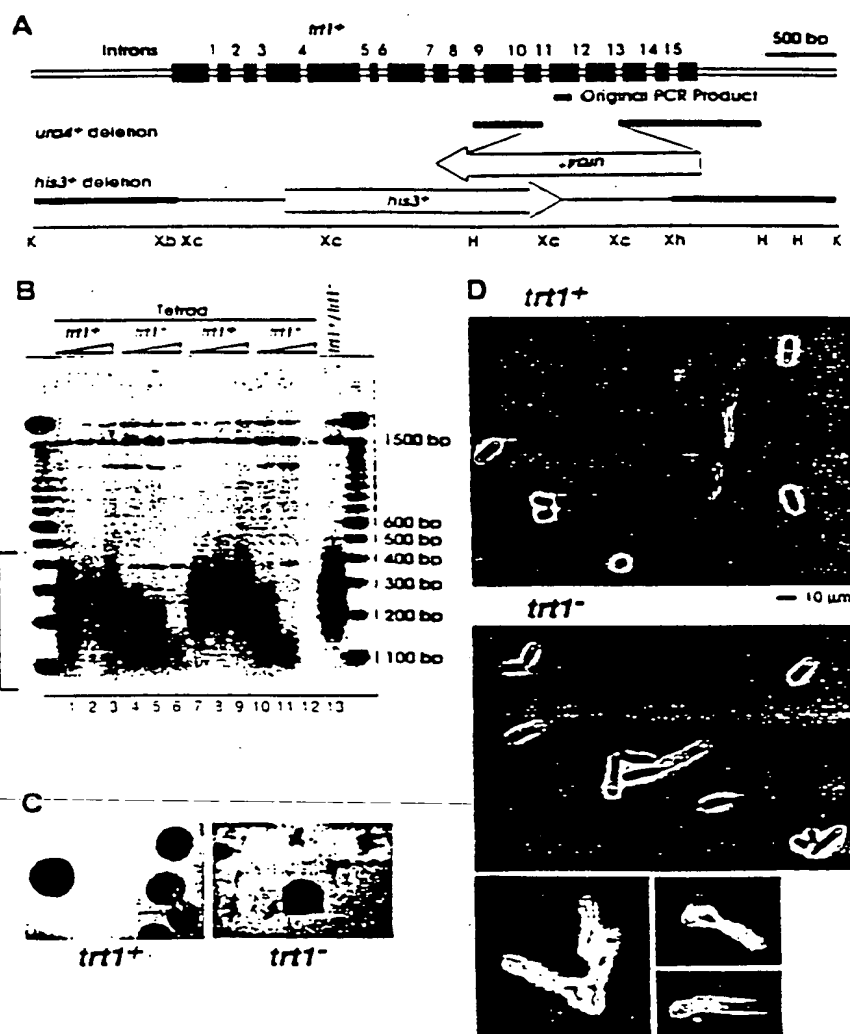 A
trt1+
Introns 1 2 3 4 5 6 7 8 9 10 11 12 13 14 15
500 bp
Original PCR Product
ura4+ deletion
ura4+
his3+ deletion
his3+
K Xb Xc Xc H Xc Xc Xh H H K
B
Tetrad
trt1+ trt1- trt1+ trt1- trt1+/trt1-
1500 bp
600 bp
500 bp
400 bp
300 bp
200 bp
100 bp
1 2 3 4 5 6 7 8 9 10 11 12 13
C
trt1+ trt1-
D
trt1+
10 µm
trt1-